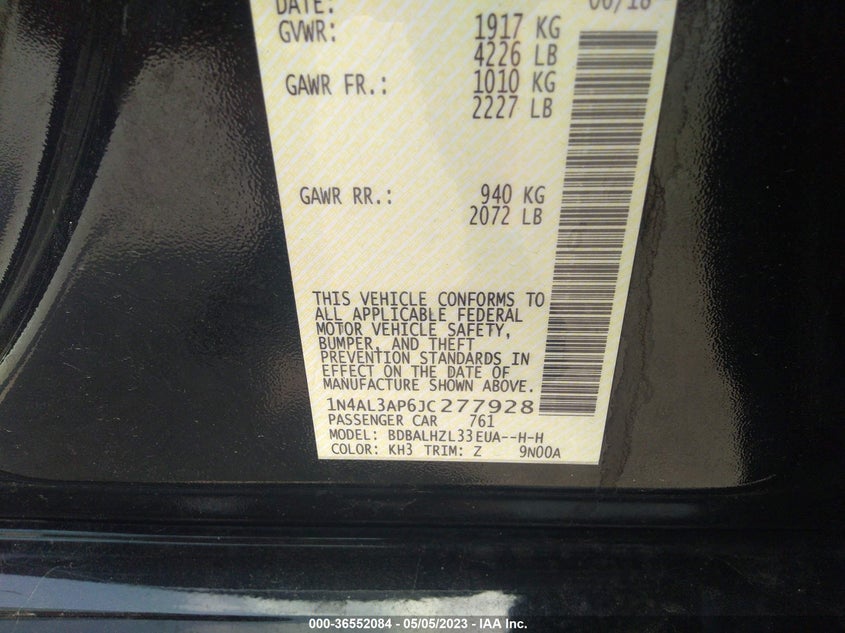 DATE: 06/18
GVWR: 1917 KG
4226 LB
GAWR FR.: 1010 KG
2227 LB
GAWR RR.: 940 KG
2072 LB
THIS VEHICLE CONFORMS TO
ALL APPLICABLE FEDERAL
MOTOR VEHICLE SAFETY,
BUMPER, AND THEFT
PREVENTION STANDARDS IN
EFFECT ON THE DATE OF
MANUFACTURE SHOWN ABOVE.
1N4AL3AP6JC277928
PASSENGER CAR 761
MODEL: BDBALHZL33EUA--H-H
COLOR: KH3 TRIM: Z 9N00A
000-36552084 - 05/05/2023 - IAA Inc.